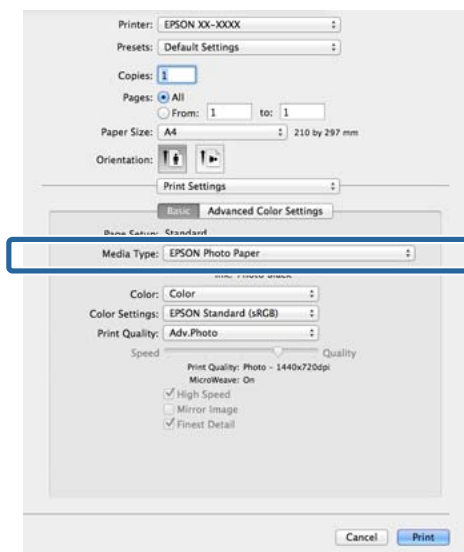 Printer: EPSON XX-XXXX
Presets: Default Settings
Copies: 1
Pages: All
From: 1 to: 1
Paper Size: A4 210 by 297 mm
Orientation:
Print Settings
Basic Advanced Color Settings
Page Setup: Standard
Media Type: EPSON Photo Paper
Ink: Photo Black
Color: Color
Color Settings: EPSON Standard (sRGB)
Print Quality: Adv.Photo
Speed Quality
Print Quality: Photo - 1440x720dpi
MicroWeave: On
High Speed
Mirror Image
Finest Detail
Cancel Print